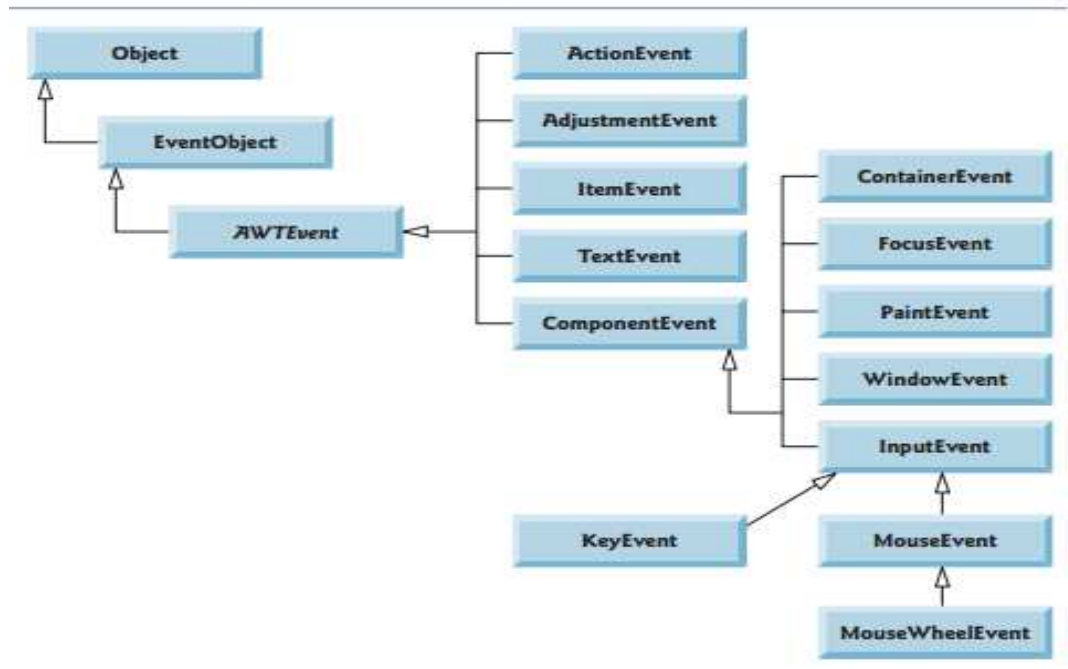 Object
EventObject
AWTEvent
ActionEvent
AdjustmentEvent
ItemEvent
TextEvent
ComponentEvent
ContainerEvent
FocusEvent
PaintEvent
WindowEvent
InputEvent
KeyEvent
MouseEvent
MouseWheelEvent